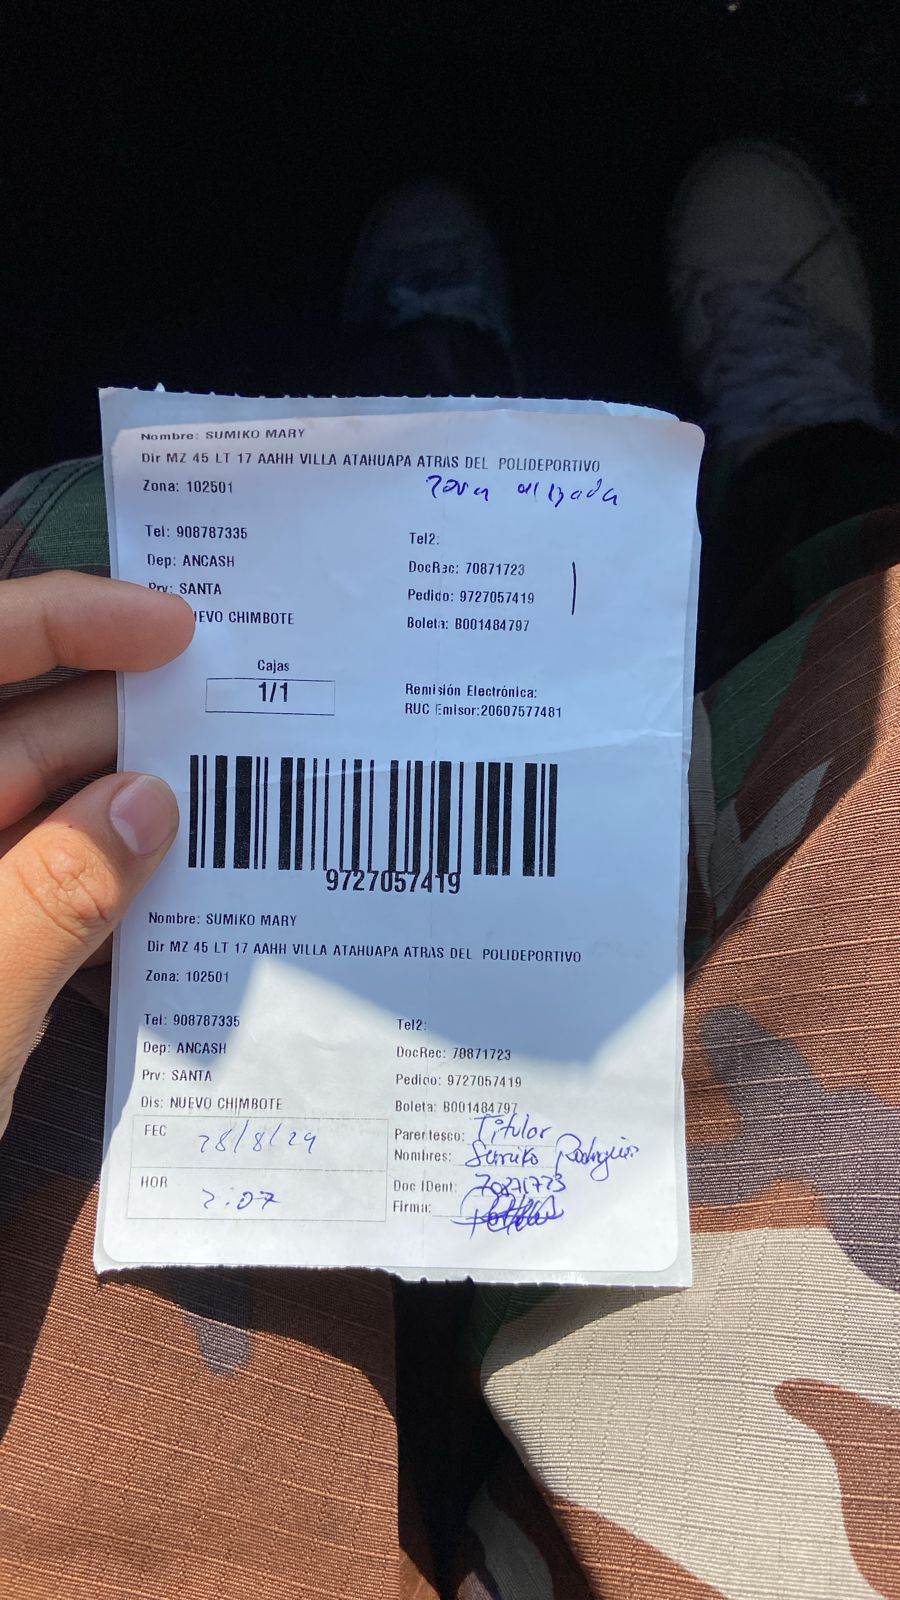 Nombre: SUMIKO MARY
Dir MZ 45 LT 17 AAHH VILLA ATAHUAPA ATRAS DEL POLIDEPORTIVO
Zona: 102501
Zona
Tel: 908787335
Tel2:
Dep: ANCASH
DocRec: 70871723
Prv: SANTA
Pedido: 9727057419
NUEVO CHIMBOTE
Boleta: B001484797
Cajas
1/1
Remisión Electrónica:
RUC Emisor:20607577481
9727057419
Nombre: SUMIKO MARY
Dir MZ 45 LT 17 AAHH VILLA ATAHUAPA ATRAS DEL POLIDEPORTIVO
Zona: 102501
Tel: 908787335
Tel2:
Dep: ANCASH
DocRec: 70871723
Prv: SANTA
Pedido: 9727057419
Dis: NUEVO CHIMBOTE
Boleta: B001484797
FEC 28/8/24
Parentesco: Titular
Nombres: Sumiko
HOR 2:07
Doc IDent: 70871723
Firma: